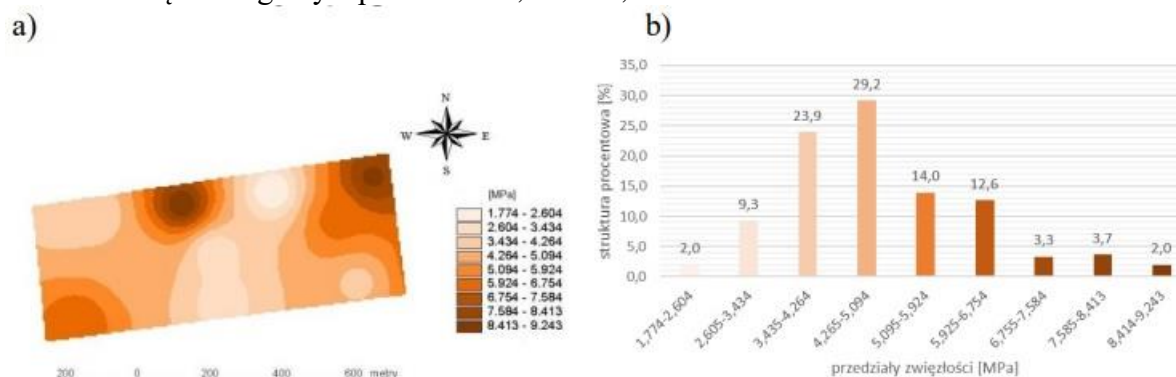 a)
N
W E
S
[MPa]
1.774 - 2.604
2.604 - 3.434
3.434 - 4.264
4.264 - 5.094
5.094 - 5.924
5.924 - 6.754
6.754 - 7.584
7.584 - 8.413
8.413 - 9.243
200 0 200 400 600 metry
b)
struktura procentowa [%]
35,0
30,0
25,0
20,0
15,0
10,0
5,0
0,0
2,0
9,3
23,9
29,2
14,0
12,6
3,3
3,7
2,0
1,774-2,604
2,605-3,434
3,435-4,264
4,265-5,094
5,095-5,924
5,925-6,754
6,755-7,584
7,585-8,413
8,414-9,243
przedziały zwięzłości [MPa]